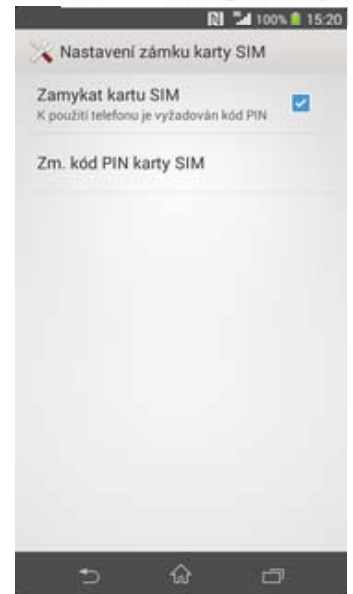 100% 15:20
Nastavení zámku karty SIM
Zamykat kartu SIM
K použití telefonu je vyžadován kód PIN
Zm. kód PIN karty SIM